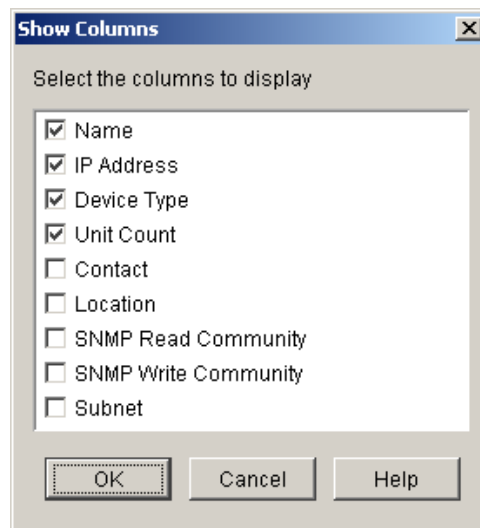 Show Columns
Select the columns to display
Name
IP Address
Device Type
Unit Count
Contact
Location
SNMP Read Community
SNMP Write Community
Subnet
OK Cancel Help